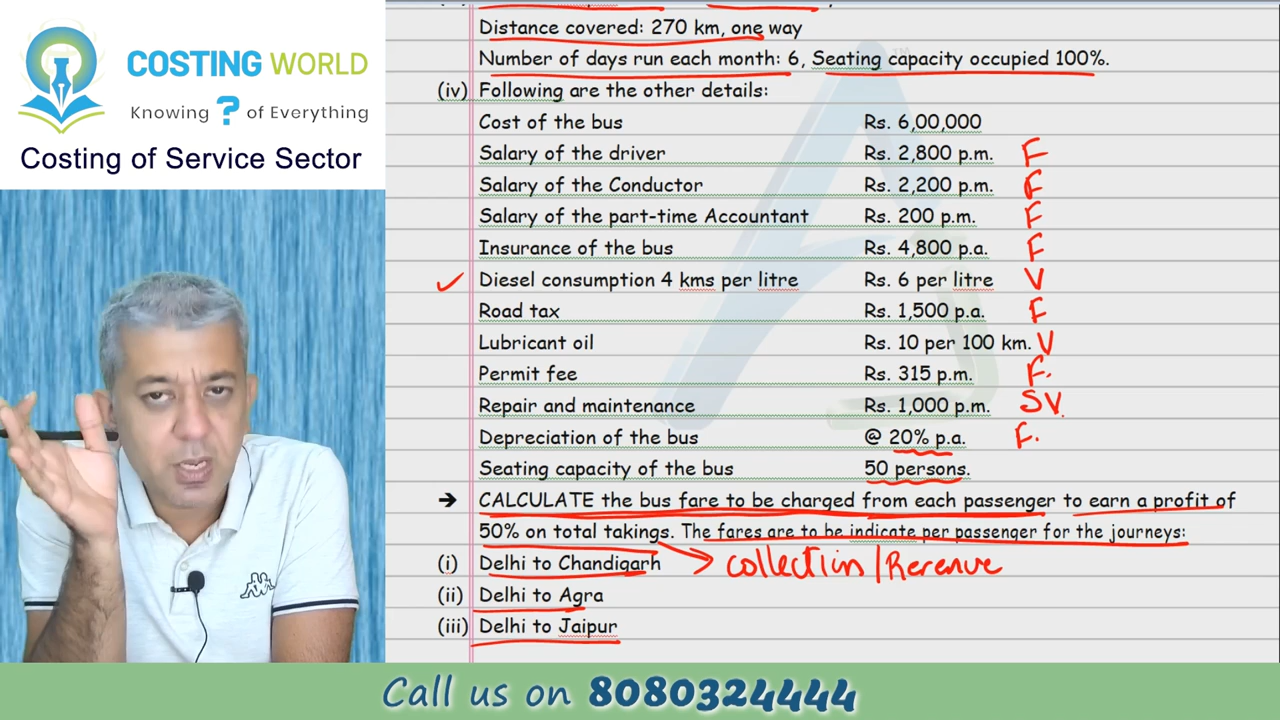 COSTING WORLD
Knowing ? of Everything
Costing of Service Sector
Distance covered: 270 km, one way
Number of days run each month: 6, Seating capacity occupied 100%.
(iv) Following are the other details:
Cost of the bus Rs. 6,00,000
Salary of the driver Rs. 2,800 p.m. F
Salary of the Conductor Rs. 2,200 p.m. F
Salary of the part-time Accountant Rs. 200 p.m. F
Insurance of the bus Rs. 4,800 p.a. F
✓ Diesel consumption 4 kms per litre Rs. 6 per litre V
Road tax Rs. 1,500 p.a. F
Lubricant oil Rs. 10 per 100 km. V
Permit fee Rs. 315 p.m. F.
Repair and maintenance Rs. 1,000 p.m. SV.
Depreciation of the bus @ 20% p.a. F.
Seating capacity of the bus 50 persons.
➔ CALCULATE the bus fare to be charged from each passenger to earn a profit of
50% on total takings. The fares are to be indicate per passenger for the journeys:
(i) Delhi to Chandigarh → collection/Revenue
(ii) Delhi to Agra
(iii) Delhi to Jaipur
Call us on 8080324444